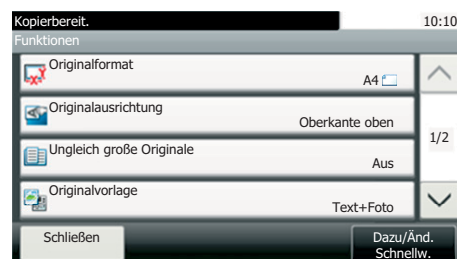 Kopierbereit.
10:10
Funktionen
Originalformat
A4
Originalausrichtung
Oberkante oben
1/2
Ungleich große Originale
Aus
Originalvorlage
Text+Foto
Schließen
Dazu/Änd.
Schnellw.